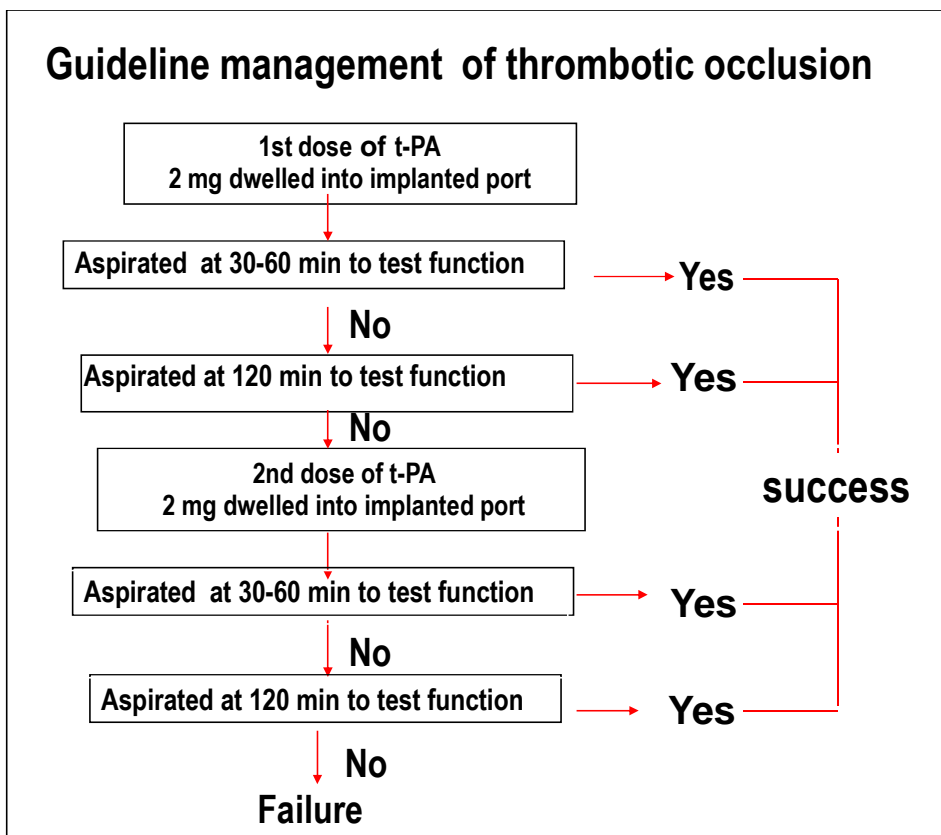 Guideline management of thrombotic occlusion
1st dose of t-PA
2 mg dwelled into implanted port
Aspirated at 30-60 min to test function
Yes
No
Aspirated at 120 min to test function
Yes
No
2nd dose of t-PA
2 mg dwelled into implanted port
success
Aspirated at 30-60 min to test function
Yes
No
Aspirated at 120 min to test function
Yes
No
Failure